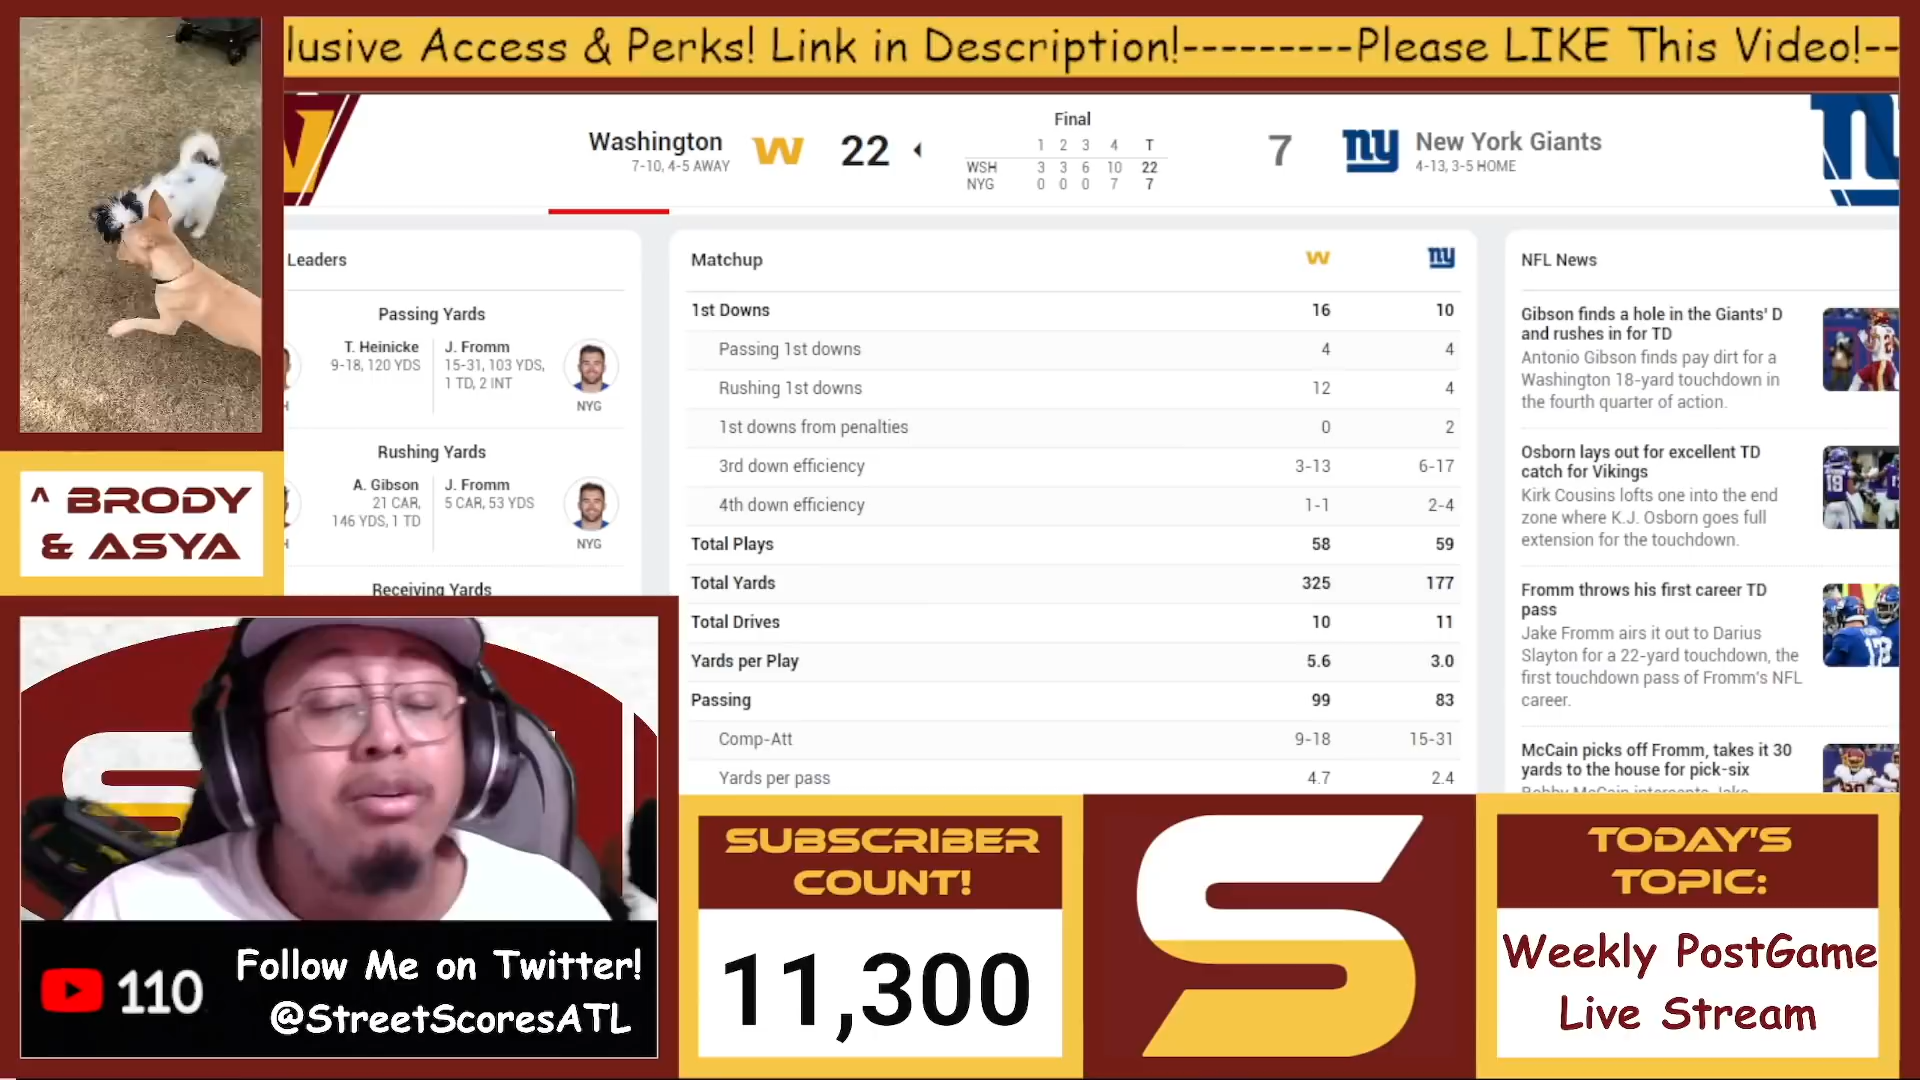 lusive Access & Perks! Link in Description!---------Please LIKE This Video!--
Washington
7-10, 4-5 AWAY
W
22
Final
1 2 3 4 T
WSH 3 3 6 10 22
NYG 0 0 0 7 7
7
ny
New York Giants
4-13, 3-5 HOME
Leaders
Passing Yards
T. Heinicke
9-18, 120 YDS
J. Fromm
15-31, 103 YDS,
1 TD, 2 INT
NYG
Rushing Yards
A. Gibson
21 CAR,
146 YDS, 1 TD
J. Fromm
5 CAR, 53 YDS
NYG
Receiving Yards
Matchup W ny
1st Downs 16 10
Passing 1st downs 4 4
Rushing 1st downs 12 4
1st downs from penalties 0 2
3rd down efficiency 3-13 6-17
4th down efficiency 1-1 2-4
Total Plays 58 59
Total Yards 325 177
Total Drives 10 11
Yards per Play 5.6 3.0
Passing 99 83
Comp-Att 9-18 15-31
Yards per pass 4.7 2.4
NFL News
Gibson finds a hole in the Giants' D
and rushes in for TD
Antonio Gibson finds pay dirt for a
Washington 18-yard touchdown in
the fourth quarter of action.
Osborn lays out for excellent TD
catch for Vikings
Kirk Cousins lofts one into the end
zone where K.J. Osborn goes full
extension for the touchdown.
Fromm throws his first career TD
pass
Jake Fromm airs it out to Darius
Slayton for a 22-yard touchdown, the
first touchdown pass of Fromm's NFL
career.
McCain picks off Fromm, takes it 30
yards to the house for pick-six
^ BRODY
& ASYA
110
Follow Me on Twitter!
@StreetScoresATL
SUBSCRIBER
COUNT!
11,300
S
TODAY'S
TOPIC:
Weekly PostGame
Live Stream